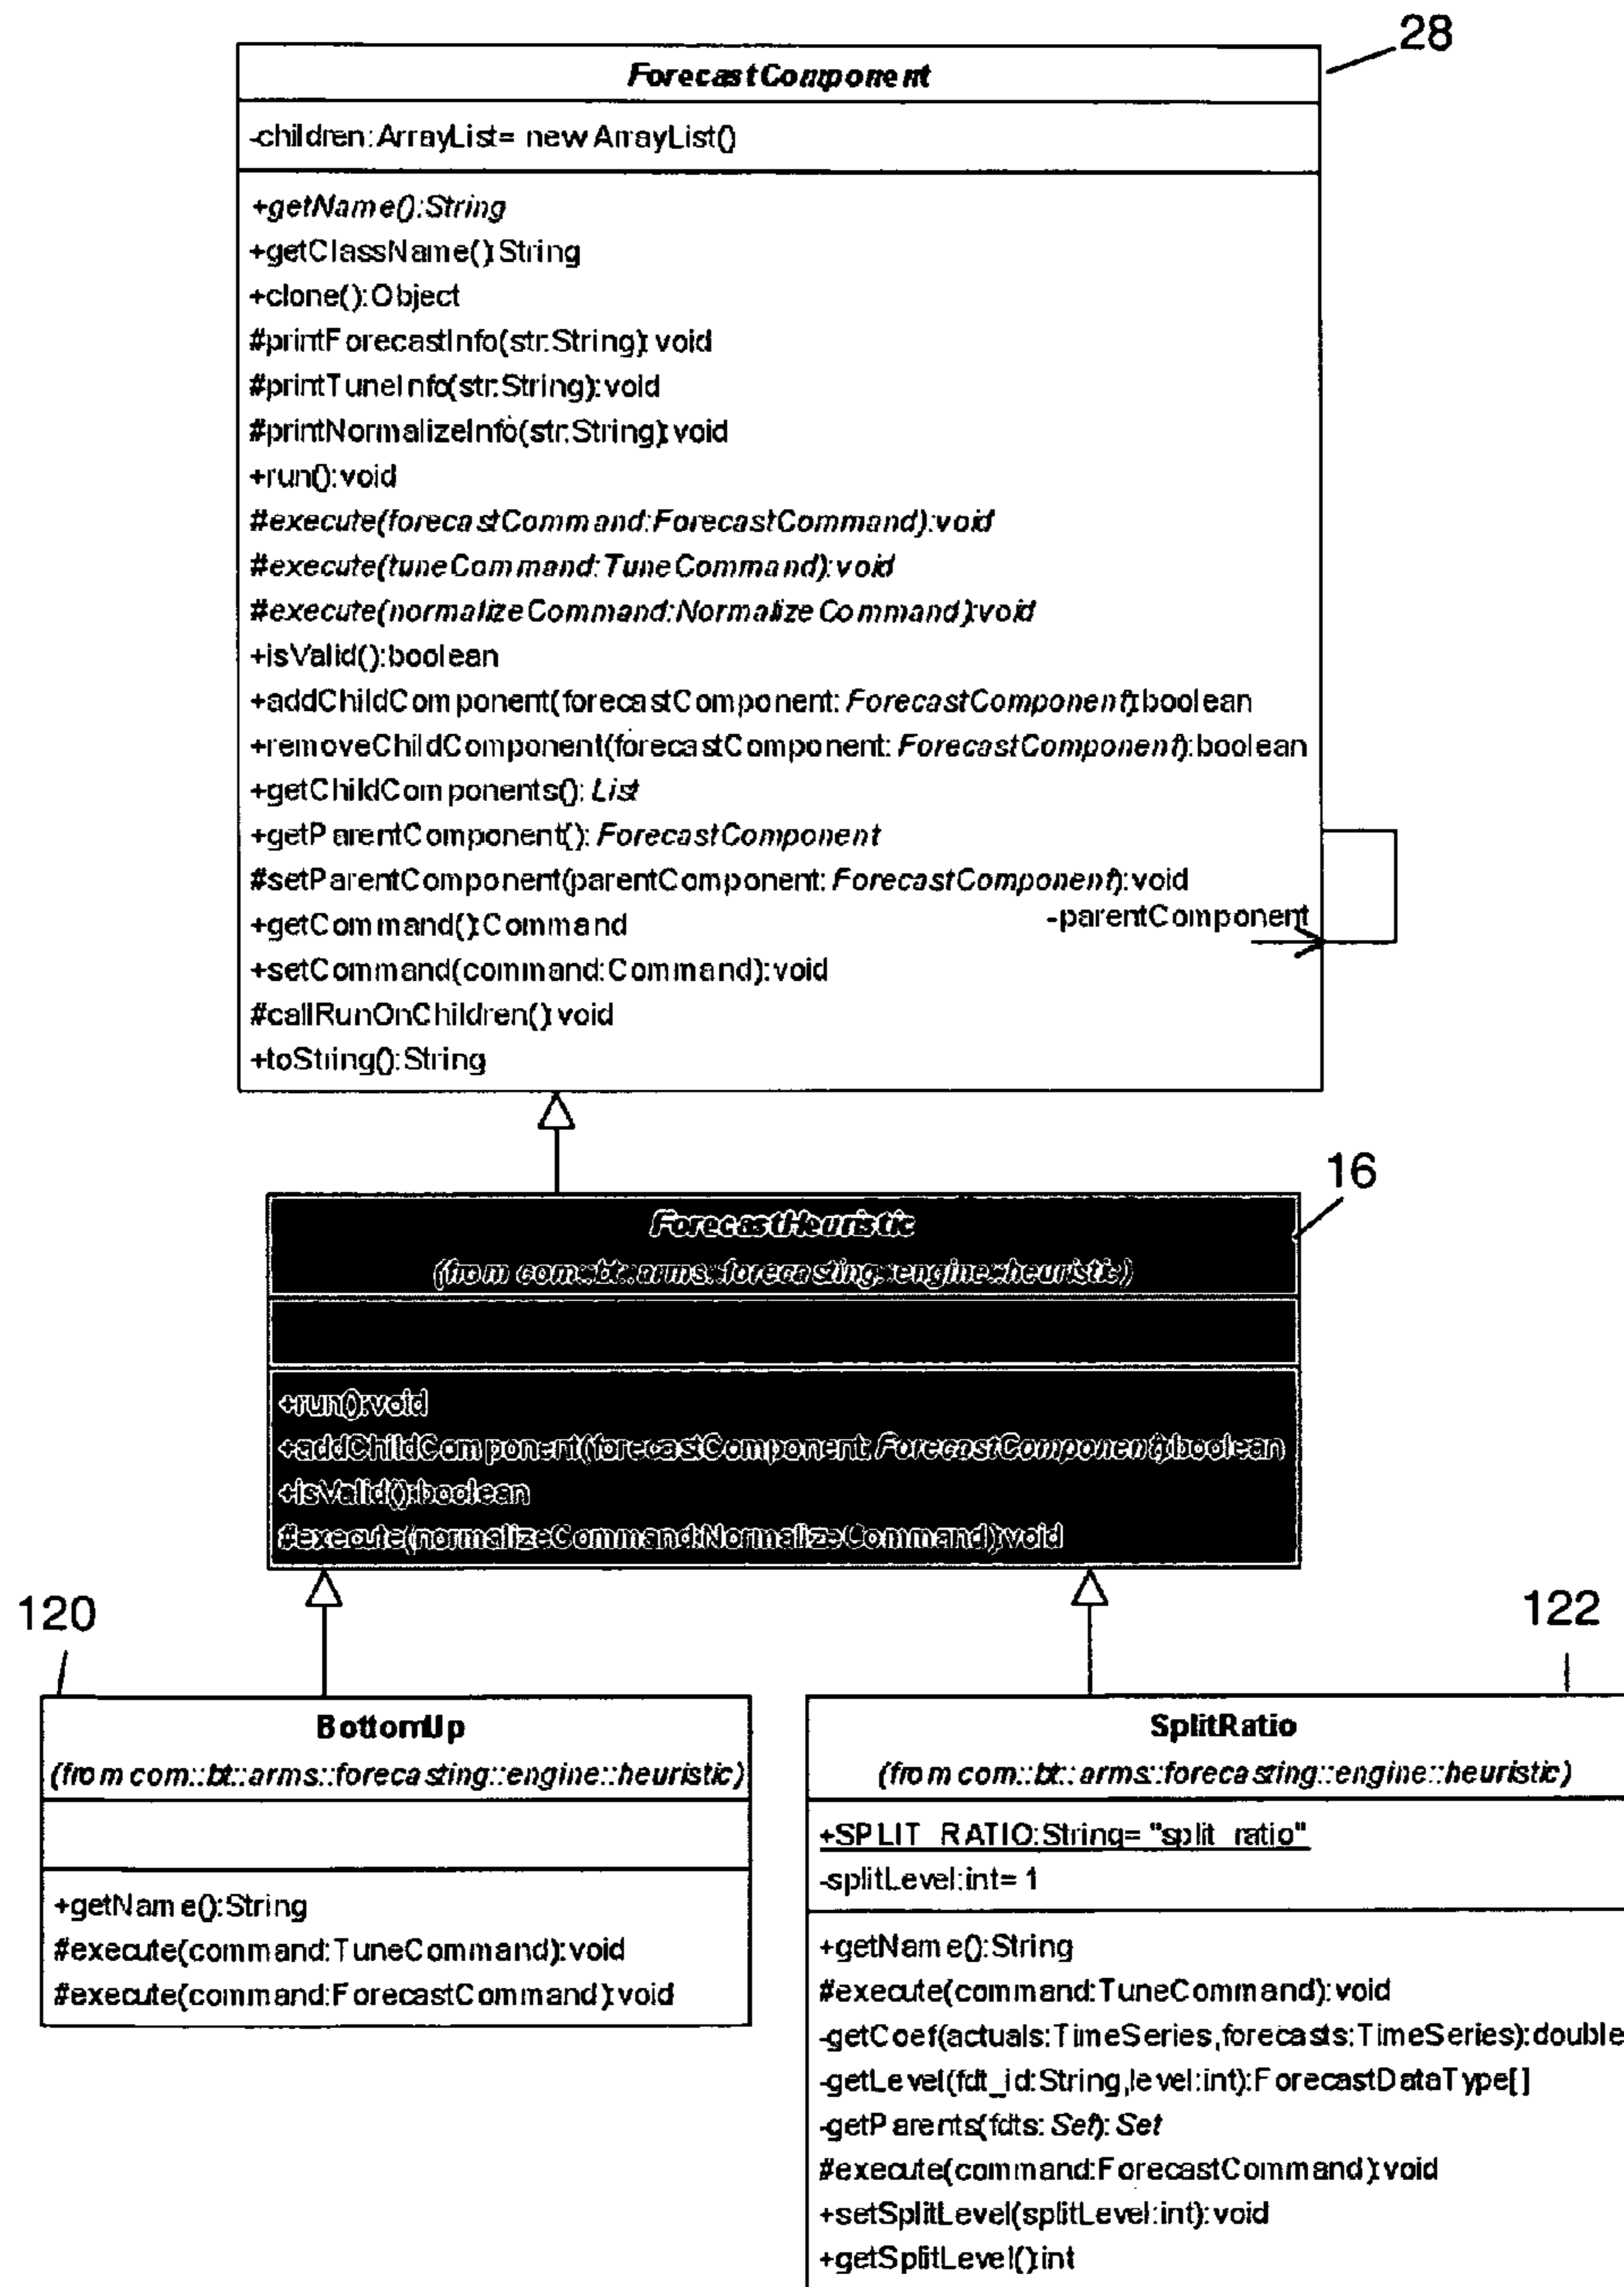 28
ForecastComponent
-children:ArrayList= new ArrayList()
+getName():String
+getClassName():String
+clone():Object
#printForecastInfo(str:String):void
#printTuneInfo(str:String):void
#printNormalizeInfo(str:String):void
+run():void
#execute(forecastCommand:ForecastCommand):void
#execute(tuneCommand:TuneCommand):void
#execute(normalizeCommand:NormalizeCommand):void
+isValid():boolean
+addChildComponent(forecastComponent: ForecastComponent):boolean
+removeChildComponent(forecastComponent: ForecastComponent):boolean
+getChildComponents(): List
+getParentComponent(): ForecastComponent
#setParentComponent(parentComponent: ForecastComponent):void
+getCommand():Command
-parentComponent
+setCommand(command:Command):void
#callRunOnChildren():void
+toString():String
16
ForecastHeuristic
(from com::bt::arms::forecasting::engine::heuristic)
+run():void
+addChildComponent(forecastComponent: ForecastComponent):boolean
+isValid():boolean
#execute(normalizeCommand:NormalizeCommand):void
120
BottomUp
(from com::bt::arms::forecasting::engine::heuristic)
+getName():String
#execute(command:TuneCommand):void
#execute(command:ForecastCommand):void
122
SplitRatio
(from com::bt::arms::forecasting::engine::heuristic)
+SPLIT_RATIO:String= "split_ratio"
-splitLevel:int= 1
+getName():String
#execute(command:TuneCommand):void
-getCoef(actuals:TimeSeries,forecasts:TimeSeries):double
-getLevel(fdt_id:String,level:int):ForecastDataType[]
-getParents(fdts: Set): Set
#execute(command:ForecastCommand):void
+setSplitLevel(splitLevel:int):void
+getSplitLevel():int